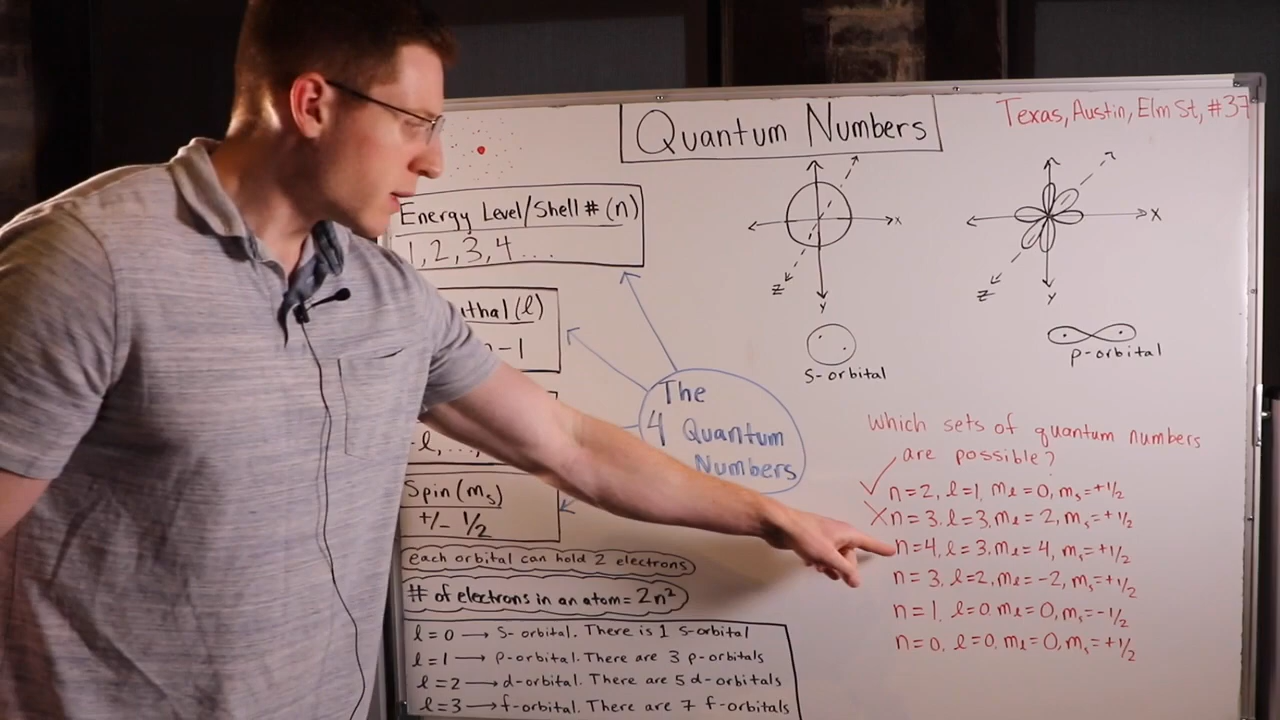 Quantum Numbers
Texas, Austin, Elm St, #37
Energy Level/Shell # (n)
1, 2, 3, 4...
(l)
n-1
-l,...,
Spin (ms)
+/- 1/2
each orbital can hold 2 electrons
# of electrons in an atom = 2n²
l=0 → S-orbital. There is 1 s-orbital
l=1 → p-orbital. There are 3 p-orbitals
l=2 → d-orbital. There are 5 d-orbitals
l=3 → f-orbital. There are 7 f-orbitals
The
4 Quantum
Numbers
x
z
y
S-orbital
X
z
y
p-orbital
Which sets of quantum numbers
are possible?
✓ n=2, l=1, ml=0, ms=+1/2
X n=3, l=3, ml=2, ms=+1/2
n=4, l=3, ml=4, ms=+1/2
n=3, l=2, ml=-2, ms=+1/2
n=1, l=0, ml=0, ms=-1/2
n=0, l=0, ml=0, ms=+1/2